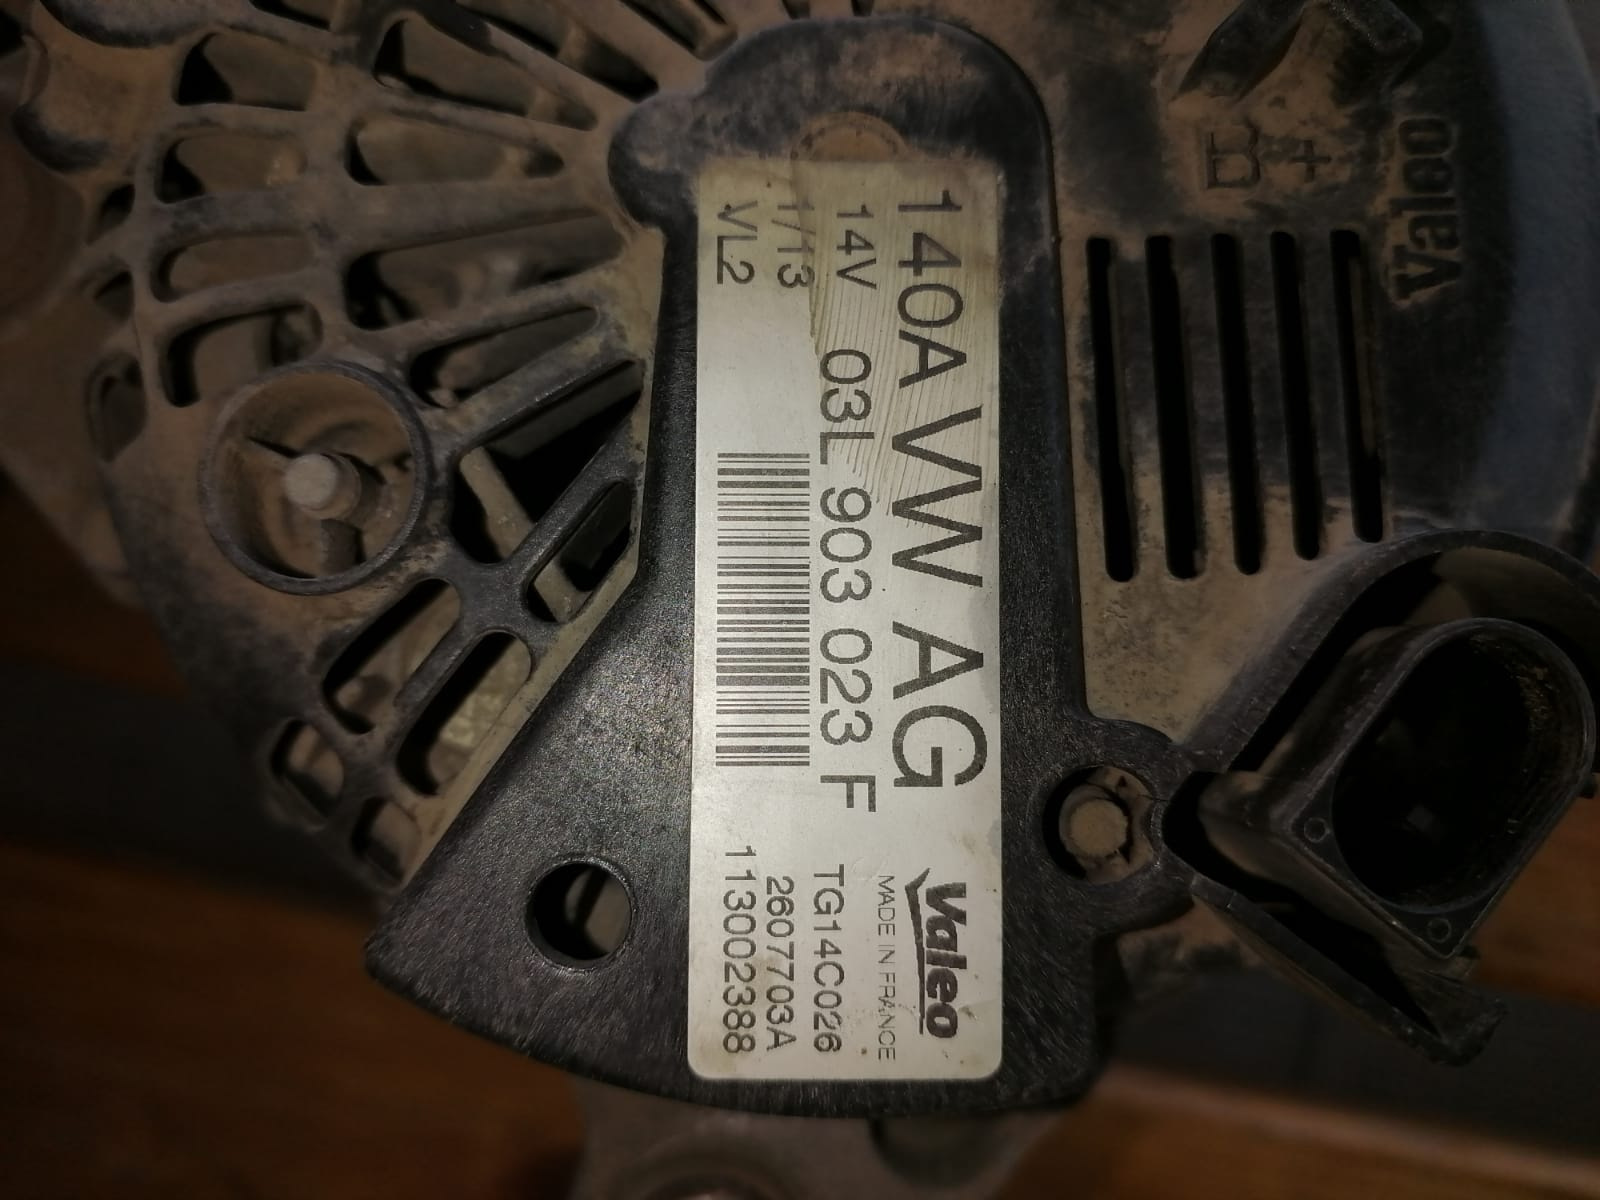 140A VW AG
14V 03L 903 023 F
1/13
VL2
Valeo
MADE IN FRANCE
TG14C026
2607703A
113002388
B+
Valeo